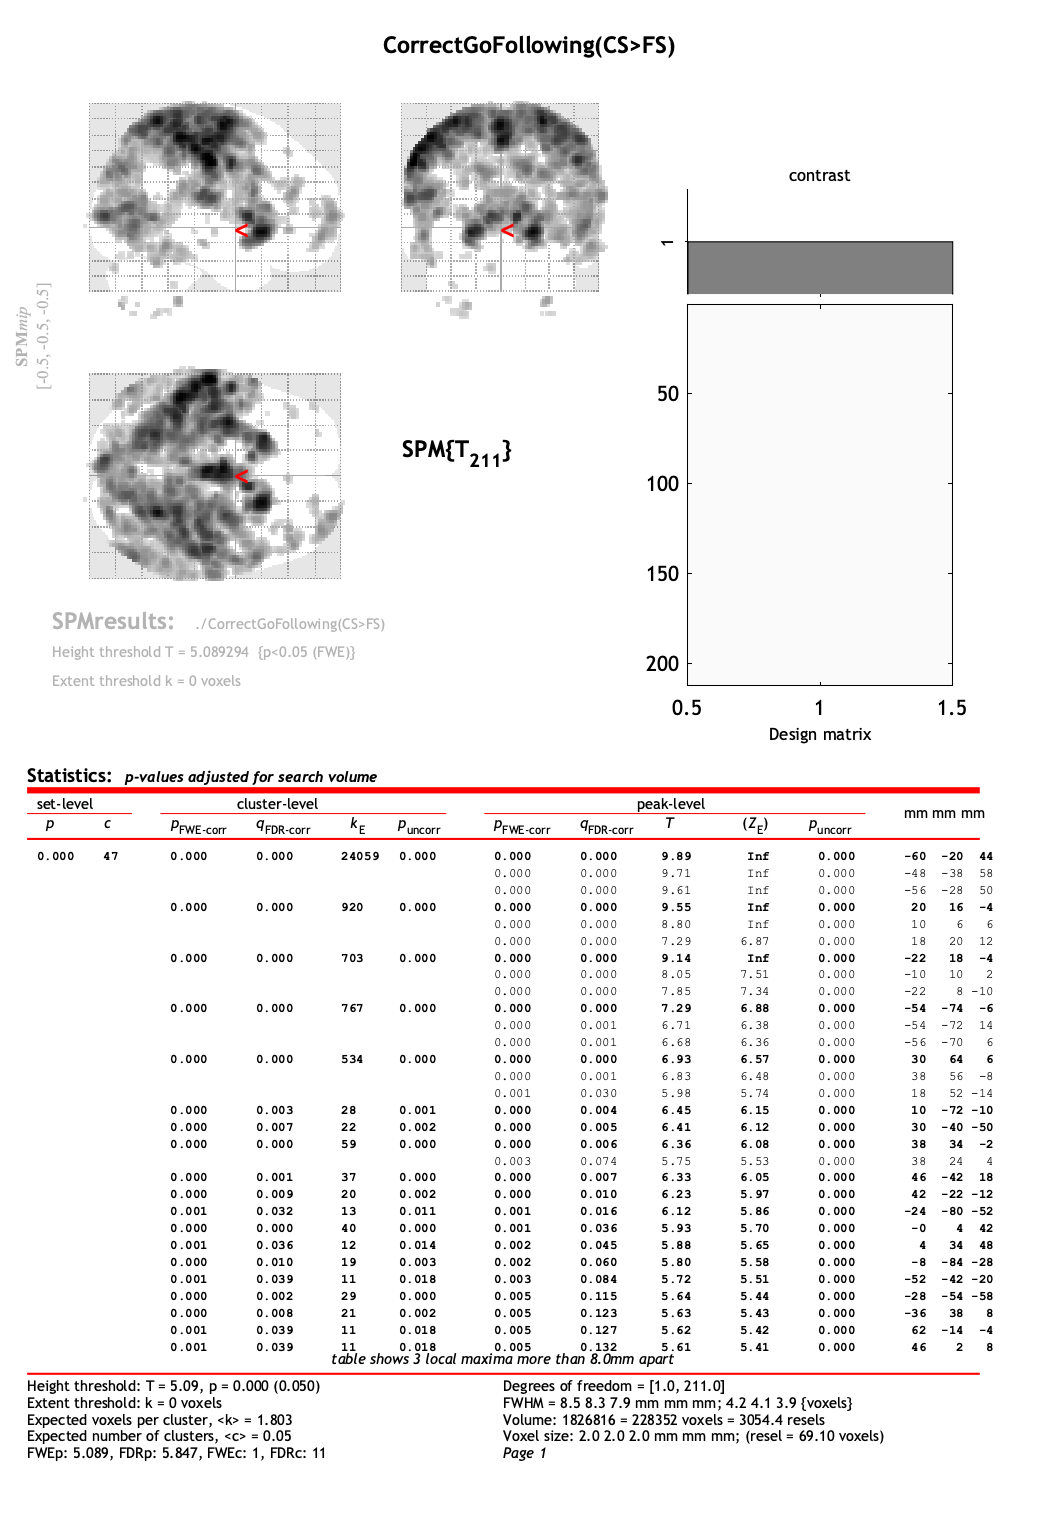 CorrectGoFollowing(CS>FS)
<
<
<
SPMmip
[-0.5, -0.5, -0.5]
SPM{T211}
contrast
1
50
100
150
200
0.5 1 1.5
Design matrix
SPMresults: ./CorrectGoFollowing(CS>FS)
Height threshold T = 5.089294 {p<0.05 (FWE)}
Extent threshold k = 0 voxels
Statistics: p-values adjusted for search volume
set-level cluster-level peak-level mm mm mm
p c pFWE-corr qFDR-corr kE puncorr pFWE-corr qFDR-corr T (ZE) puncorr
0.000 47 0.000 0.000 24059 0.000 0.000 0.000 9.89 Inf 0.000 -60 -20 44
0.000 0.000 9.71 Inf 0.000 -48 -38 58
0.000 0.000 9.61 Inf 0.000 -56 -28 50
0.000 0.000 920 0.000 0.000 0.000 9.55 Inf 0.000 20 16 -4
0.000 0.000 8.80 Inf 0.000 10 6 6
0.000 0.000 7.29 6.87 0.000 18 20 12
0.000 0.000 703 0.000 0.000 0.000 9.14 Inf 0.000 -22 18 -4
0.000 0.000 8.05 7.51 0.000 -10 10 2
0.000 0.000 7.85 7.34 0.000 -22 8 -10
0.000 0.000 767 0.000 0.000 0.000 7.29 6.88 0.000 -54 -74 -6
0.000 0.001 6.71 6.38 0.000 -54 -72 14
0.000 0.001 6.68 6.36 0.000 -56 -70 6
0.000 0.000 534 0.000 0.000 0.000 6.93 6.57 0.000 30 64 6
0.000 0.001 6.83 6.48 0.000 38 56 -8
0.001 0.030 5.98 5.74 0.000 18 52 -14
0.000 0.003 28 0.001 0.000 0.004 6.45 6.15 0.000 10 -72 -10
0.000 0.007 22 0.002 0.000 0.005 6.41 6.12 0.000 30 -40 -50
0.000 0.000 59 0.000 0.000 0.006 6.36 6.08 0.000 38 34 -2
0.003 0.074 5.75 5.53 0.000 38 24 4
0.000 0.001 37 0.000 0.000 0.007 6.33 6.05 0.000 46 -42 18
0.000 0.009 20 0.002 0.000 0.010 6.23 5.97 0.000 42 -22 -12
0.001 0.032 13 0.011 0.001 0.016 6.12 5.86 0.000 -24 -80 -52
0.000 0.000 40 0.000 0.001 0.036 5.93 5.70 0.000 -0 4 42
0.001 0.036 12 0.014 0.002 0.045 5.88 5.65 0.000 4 34 48
0.000 0.010 19 0.003 0.002 0.060 5.80 5.58 0.000 -8 -84 -28
0.001 0.039 11 0.018 0.003 0.084 5.72 5.51 0.000 -52 -42 -20
0.000 0.002 29 0.000 0.005 0.115 5.64 5.44 0.000 -28 -54 -58
0.000 0.008 21 0.002 0.005 0.123 5.63 5.43 0.000 -36 38 8
0.001 0.039 11 0.018 0.005 0.127 5.62 5.42 0.000 62 -14 -4
0.001 0.039 11 0.018 0.005 0.132 5.61 5.41 0.000 46 2 8
table shows 3 local maxima more than 8.0mm apart
Height threshold: T = 5.09, p = 0.000 (0.050)
Extent threshold: k = 0 voxels
Expected voxels per cluster, <k> = 1.803
Expected number of clusters, <c> = 0.05
FWEp: 5.089, FDRp: 5.847, FWEc: 1, FDRc: 11
Degrees of freedom = [1.0, 211.0]
FWHM = 8.5 8.3 7.9 mm mm mm; 4.2 4.1 3.9 {voxels}
Volume: 1826816 = 228352 voxels = 3054.4 resels
Voxel size: 2.0 2.0 2.0 mm mm mm; (resel = 69.10 voxels)
Page 1